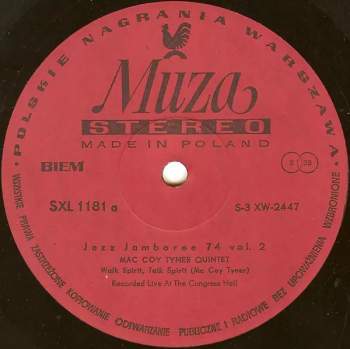 POLSKIE NAGRANIA WARSZAWA
Muza
STEREO
MADE IN POLAND
BIEM
SXL 1181 a
S-3 XW-2447
Jazz Jamboree 74 vol. 2
MAC COY TYNER QUINTET
Walk Spirit, Talk Spirit (Mc Coy Tyner)
Recorded Live At The Congress Hall
WSZELKIE PRAWA ZASTRZEŻONE KOPIOWANIE ODTWARZANIE PUBLICZNE I RADIOWE BEZ UPOWAŻNIENIA WZBRONIONE